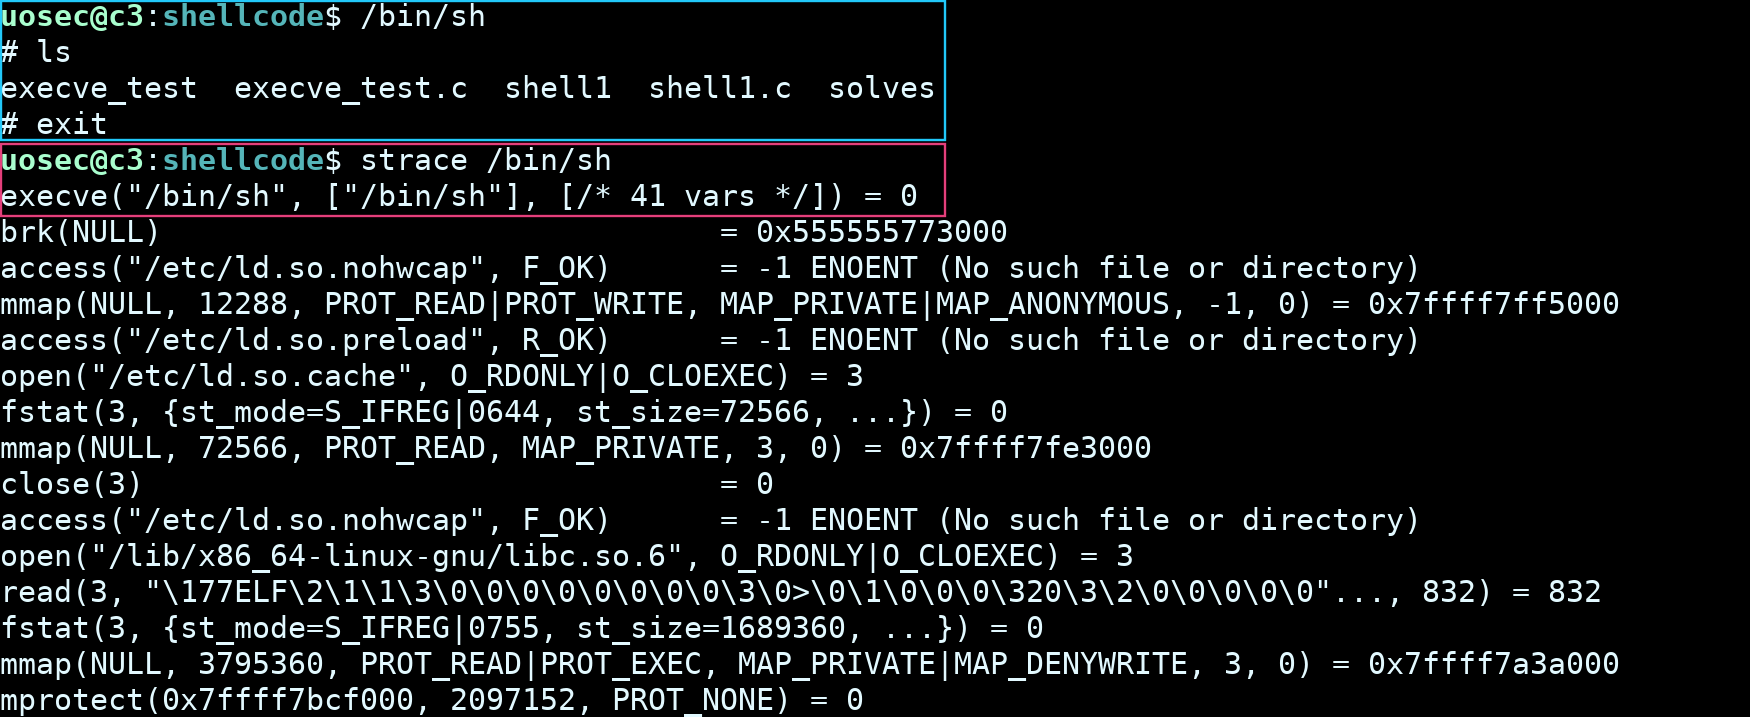 uosec@c3:shellcode$ /bin/sh
# ls
execve_test  execve_test.c  shell1  shell1.c  solves
# exit
uosec@c3:shellcode$ strace /bin/sh
execve("/bin/sh", ["/bin/sh"], [/* 41 vars */]) = 0
brk(NULL)                               = 0x555555773000
access("/etc/ld.so.nohwcap", F_OK)      = -1 ENOENT (No such file or directory)
mmap(NULL, 12288, PROT_READ|PROT_WRITE, MAP_PRIVATE|MAP_ANONYMOUS, -1, 0) = 0x7ffff7ff5000
access("/etc/ld.so.preload", R_OK)      = -1 ENOENT (No such file or directory)
open("/etc/ld.so.cache", O_RDONLY|O_CLOEXEC) = 3
fstat(3, {st_mode=S_IFREG|0644, st_size=72566, ...}) = 0
mmap(NULL, 72566, PROT_READ, MAP_PRIVATE, 3, 0) = 0x7ffff7fe3000
close(3)                                = 0
access("/etc/ld.so.nohwcap", F_OK)      = -1 ENOENT (No such file or directory)
open("/lib/x86_64-linux-gnu/libc.so.6", O_RDONLY|O_CLOEXEC) = 3
read(3, "\177ELF\2\1\1\3\0\0\0\0\0\0\0\0\3\0>\0\1\0\0\0\320\3\2\0\0\0\0\0"..., 832) = 832
fstat(3, {st_mode=S_IFREG|0755, st_size=1689360, ...}) = 0
mmap(NULL, 3795360, PROT_READ|PROT_EXEC, MAP_PRIVATE|MAP_DENYWRITE, 3, 0) = 0x7ffff7a3a000
mprotect(0x7ffff7bcf000, 2097152, PROT_NONE) = 0